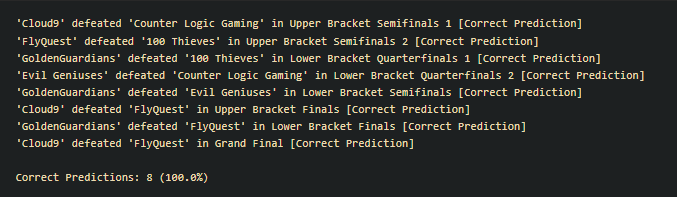 'Cloud9' defeated 'Counter Logic Gaming' in Upper Bracket Semifinals 1 [Correct Prediction]
'FlyQuest' defeated '100 Thieves' in Upper Bracket Semifinals 2 [Correct Prediction]
'GoldenGuardians' defeated '100 Thieves' in Lower Bracket Quarterfinals 1 [Correct Prediction]
'Evil Geniuses' defeated 'Counter Logic Gaming' in Lower Bracket Quarterfinals 2 [Correct Prediction]
'GoldenGuardians' defeated 'Evil Geniuses' in Lower Bracket Semifinals [Correct Prediction]
'Cloud9' defeated 'FlyQuest' in Upper Bracket Finals [Correct Prediction]
'GoldenGuardians' defeated 'FlyQuest' in Lower Bracket Finals [Correct Prediction]
'Cloud9' defeated 'FlyQuest' in Grand Final [Correct Prediction]
Correct Predictions: 8 (100.0%)